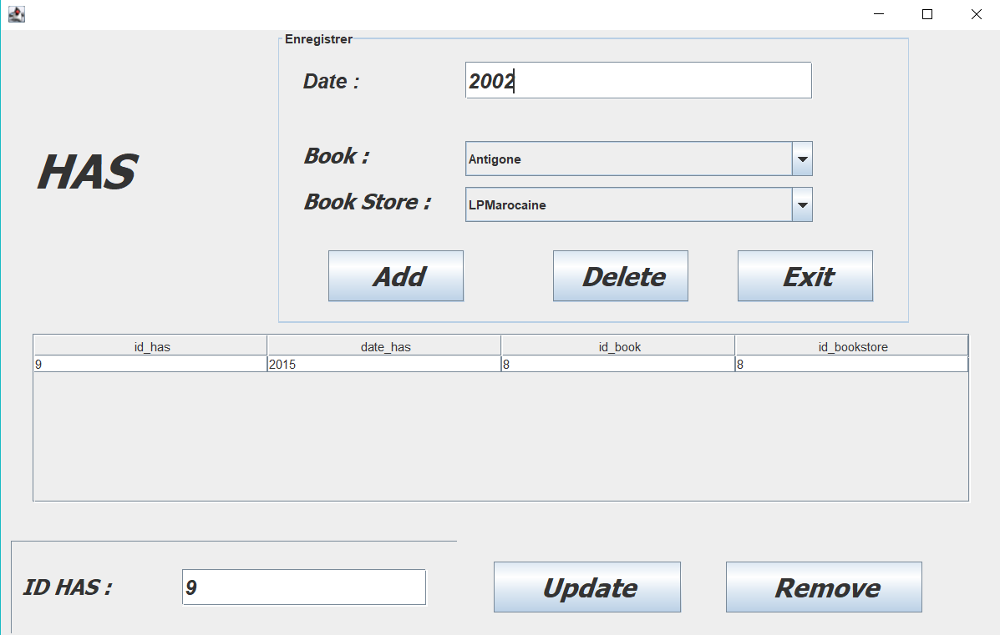 Enregistrer
Date :
2002
HAS
Book :
Antigone
Book Store :
LPMarocaine
Add Delete Exit
id_has date_has id_book id_bookstore
9 2015 8 8
ID HAS : 9 Update Remove